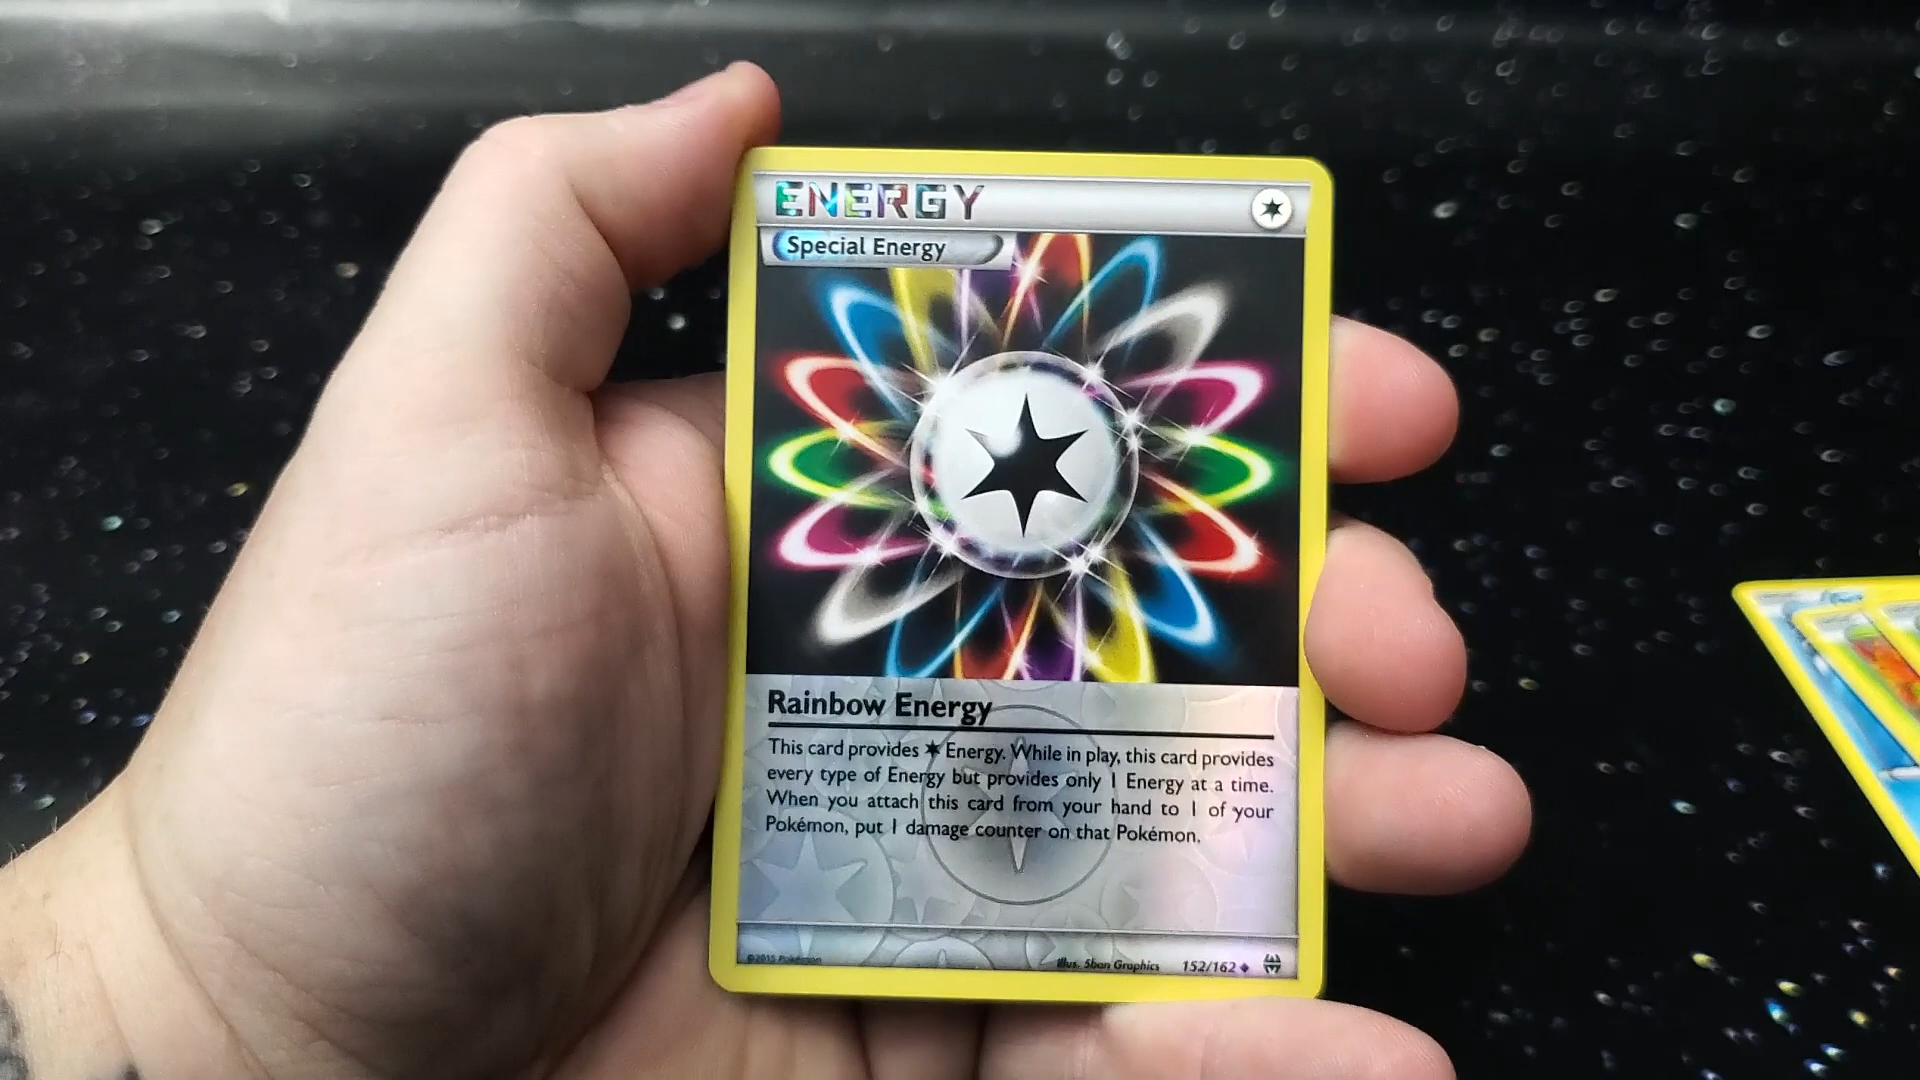 ENERGY
Special Energy
Rainbow Energy
This card provides ✶ Energy. While in play, this card provides
every type of Energy but provides only 1 Energy at a time.
When you attach this card from your hand to 1 of your
Pokémon, put 1 damage counter on that Pokémon.
©2015 Pokémon
Illus. 5ban Graphics 152/162 ◆